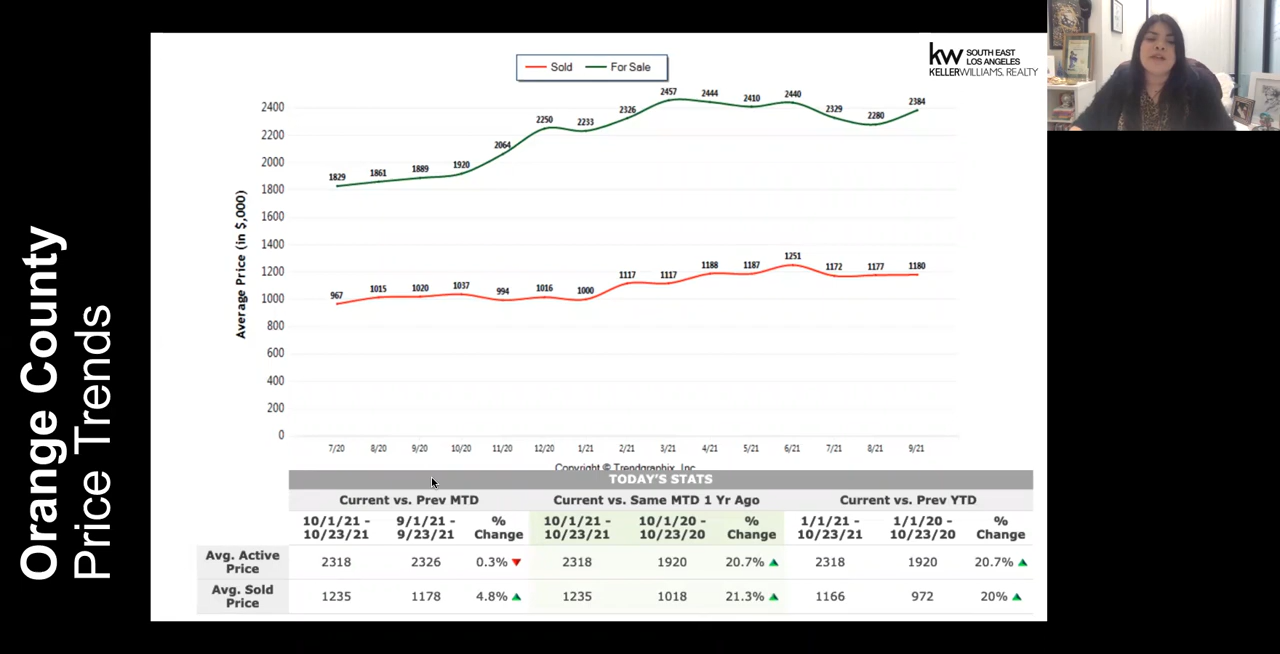 Orange County
Price Trends
Sold
For Sale
kw SOUTH EAST
LOS ANGELES
KELLERWILLIAMS. REALTY
Average Price (in $,000)
2400
2200
2000
1800
1600
1400
1200
1000
800
600
400
200
0
1829 1861 1889 1920 2064 2250 2233 2326 2457 2444 2410 2440 2329 2280 2384
967 1015 1020 1037 994 1016 1000 1117 1117 1188 1187 1251 1172 1177 1180
7/20 8/20 9/20 10/20 11/20 12/20 1/21 2/21 3/21 4/21 5/21 6/21 7/21 8/21 9/21
Copyright © Trendgraphix, Inc.
TODAY'S STATS
Current vs. Prev MTD Current vs. Same MTD 1 Yr Ago Current vs. Prev YTD
10/1/21 - 9/1/21 - % 10/1/21 - 10/1/20 - % 1/1/21 - 1/1/20 - %
10/23/21 9/23/21 Change 10/23/21 10/23/20 Change 10/23/21 10/23/20 Change
Avg. Active
Price
2318 2326 0.3% 2318 1920 20.7% 2318 1920 20.7%
Avg. Sold
Price
1235 1178 4.8% 1235 1018 21.3% 1166 972 20%